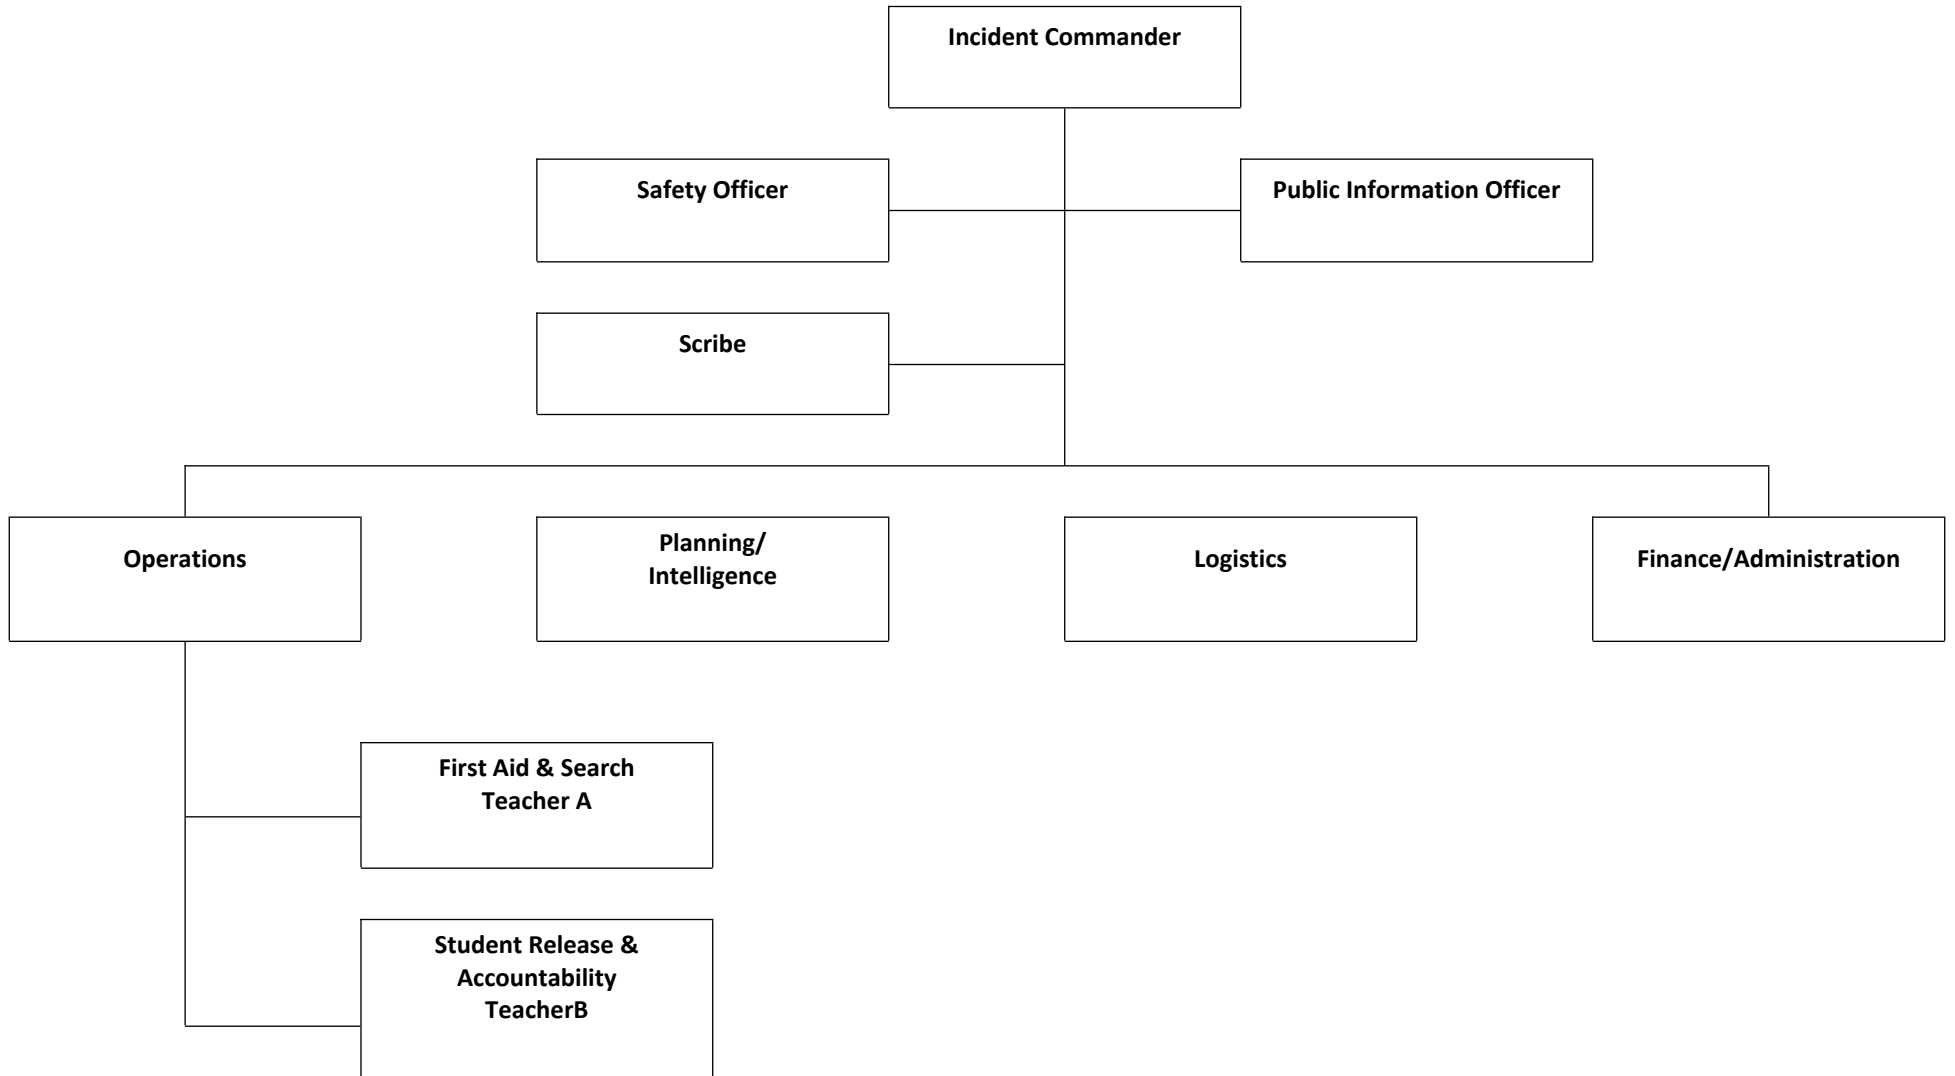 Incident Commander
Safety Officer
Public Information Officer
Scribe
Operations
Planning/
Intelligence
Logistics
Finance/Administration
First Aid & Search
Teacher A
Student Release &
Accountability
TeacherB